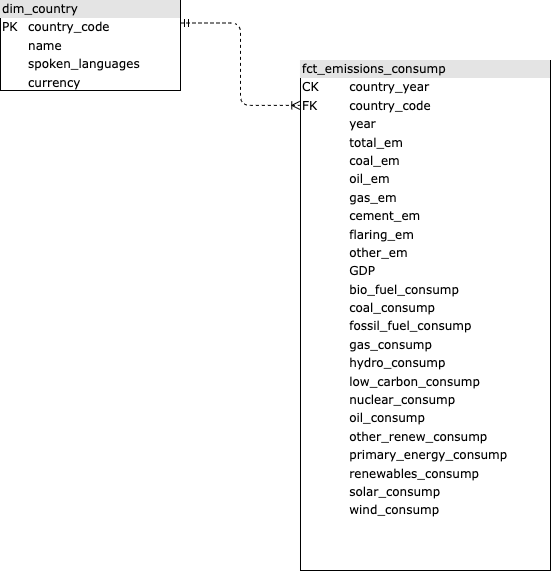 dim_country
PK country_code
name
spoken_languages
currency
fct_emissions_consump
CK country_year
FK country_code
year
total_em
coal_em
oil_em
gas_em
cement_em
flaring_em
other_em
GDP
bio_fuel_consump
coal_consump
fossil_fuel_consump
gas_consump
hydro_consump
low_carbon_consump
nuclear_consump
oil_consump
other_renew_consump
primary_energy_consump
renewables_consump
solar_consump
wind_consump